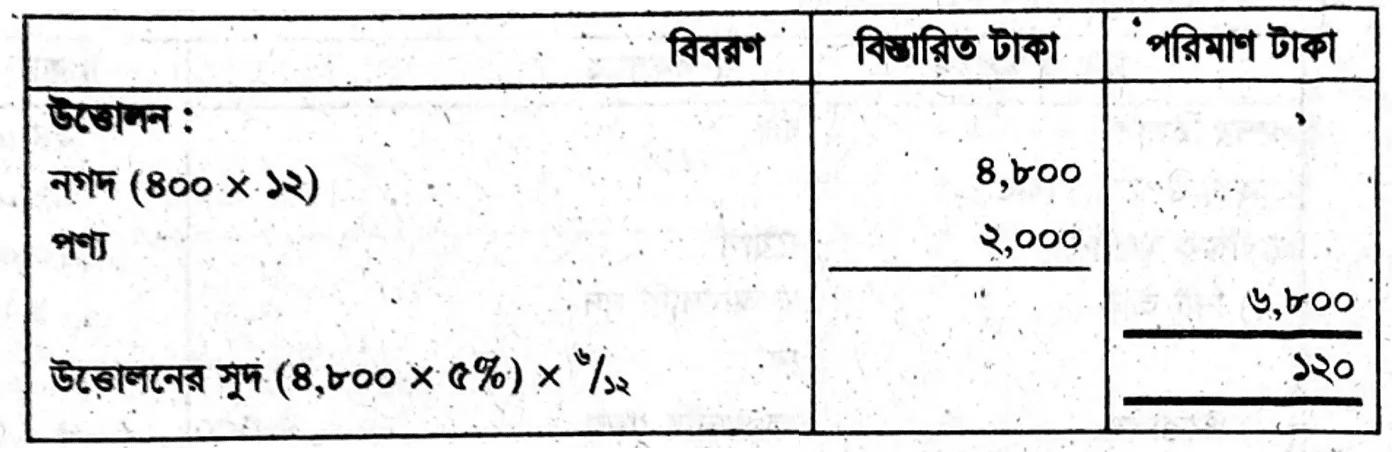 বিবরণ বিস্তারিত টাকা পরিমাণ টাকা
উত্তোলন :
নগদ (৪০০ × ১২) ৪,৮০০
পণ্য ২,০০০
৬,৮০০
উত্তোলনের সুদ (৪,৮০০ × ৫%) × ৬/১২ ১২০